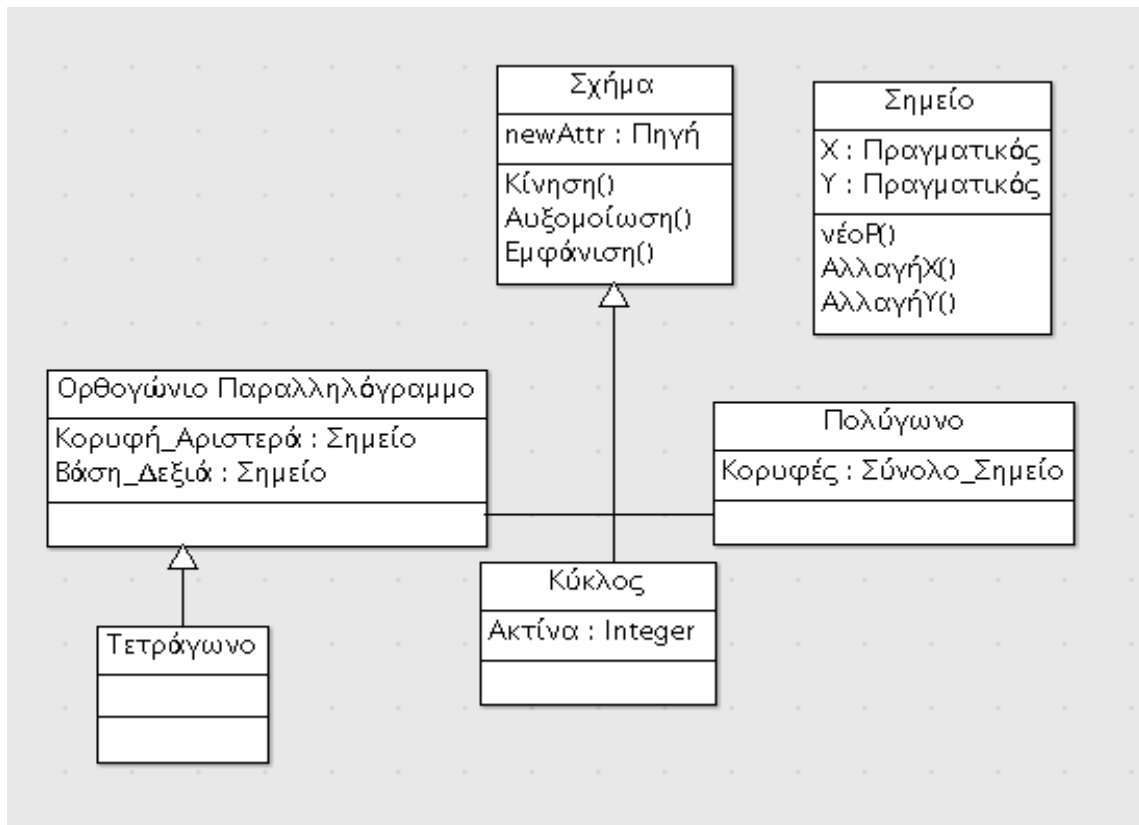 Σχήμα
newAttr : Πηγή
Κίνηση()
Αυξομοίωση()
Εμφάνιση()
Σημείο
X : Πραγματικός
Y : Πραγματικός
νέοP()
ΑλλαγήX()
ΑλλαγήY()
Ορθογώνιο Παραλληλόγραμμο
Κορυφή_Αριστερά : Σημείο
Βάση_Δεξιά : Σημείο
Πολύγωνο
Κορυφές : Σύνολο_Σημείο
Κύκλος
Ακτίνα : Integer
Τετράγωνο